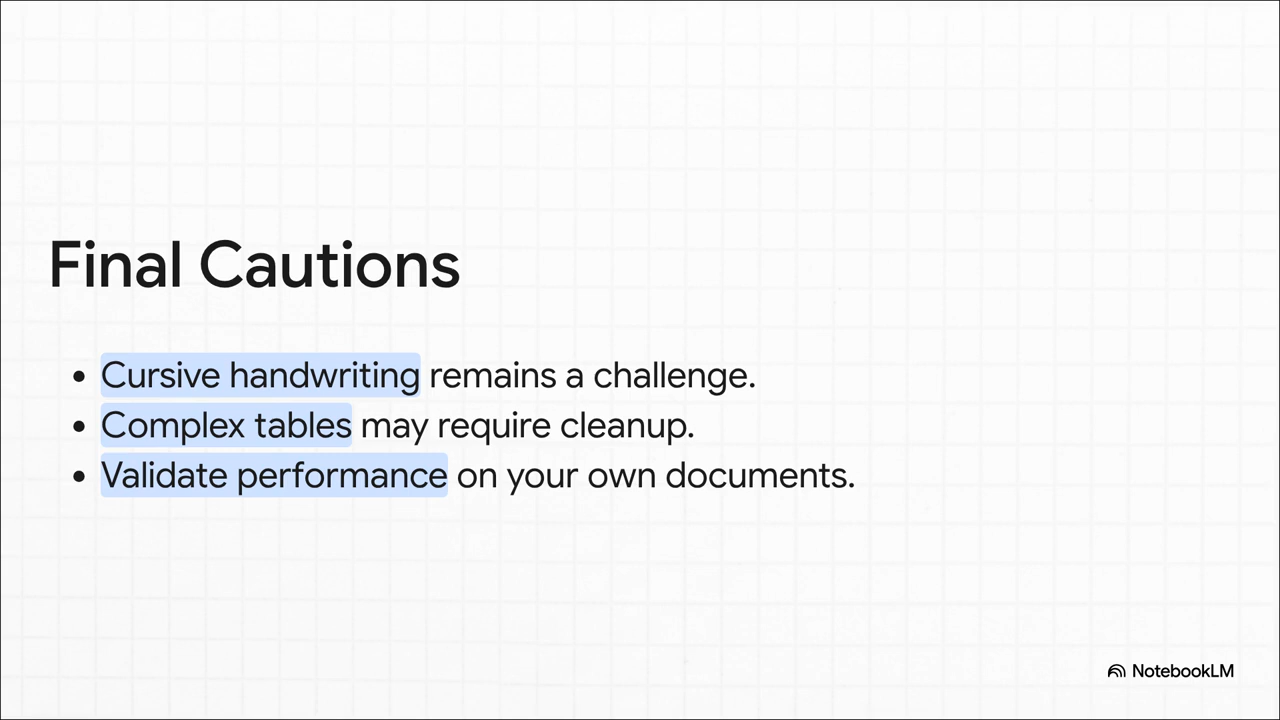 Final Cautions
• Cursive handwriting remains a challenge.
• Complex tables may require cleanup.
• Validate performance on your own documents.
NotebookLM